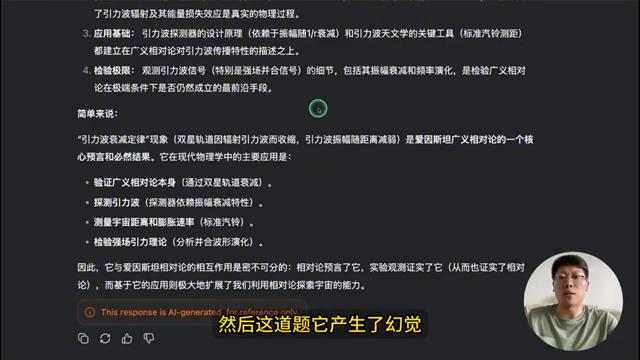 了引力波辐射及其能量损失效应是真实的物理过程。
3. 应用基础：引力波探测器的设计原理（依赖于振幅随1/r衰减）和引力波天文学的关键工具（标准汽铃测距）
都建立在广义相对论对引力波传播特性的描述之上。
4. 检验极限：观测引力波信号（特别是强场并合信号）的细节，包括其振幅衰减和频率演化，是检验广义相对
论在极端条件下是否仍然成立的最前沿手段。
简单来说：
“引力波衰减定律”现象（双星轨道因辐射引力波而收缩，引力波振幅随距离减弱）是爱因斯坦广义相对论的一个核
心预言和必然结果。它在现代物理学中的主要应用是：
• 验证广义相对论本身（通过双星轨道衰减）。
• 探测引力波（探测器依赖振幅衰减特性）。
• 测量宇宙距离和膨胀速率（标准汽铃）。
• 检验强场引力理论（分析并合波形演化）。
因此，它与爱因斯坦相对论的相互作用是密不可分的：相对论预言了它，实验观测证实了它（从而也证实了相对
论），而基于它的应用则极大地扩展了我们利用相对论探索宇宙的能力。
This response is AI-generated, for reference only.
然后这道题它产生了幻觉